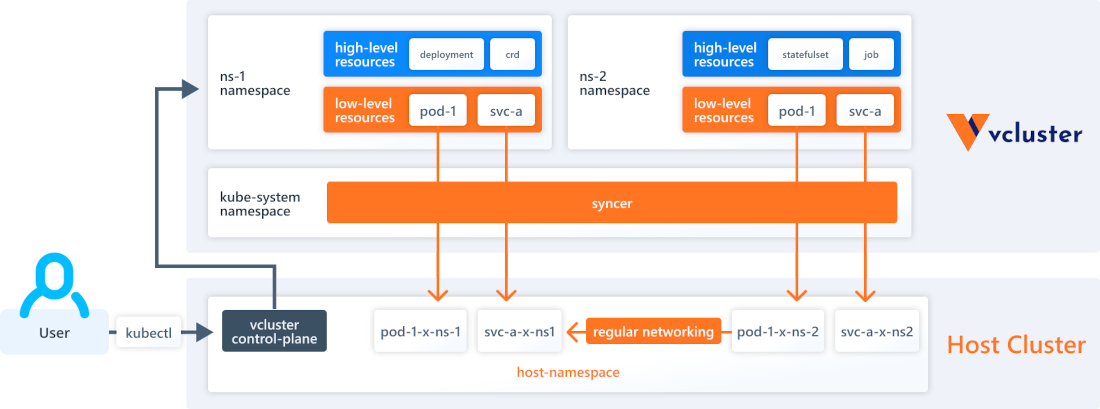 high-level
resources
deployment
crd
ns-1
namespace
low-level
resources
pod-1
svc-a
high-level
resources
statefulset
job
ns-2
namespace
low-level
resources
pod-1
svc-a
vcluster
kube-system
namespace
syncer
User
kubectl
vcluster
control-plane
pod-1-x-ns-1
svc-a-x-ns1
regular networking
pod-1-x-ns-2
svc-a-x-ns2
host-namespace
Host Cluster